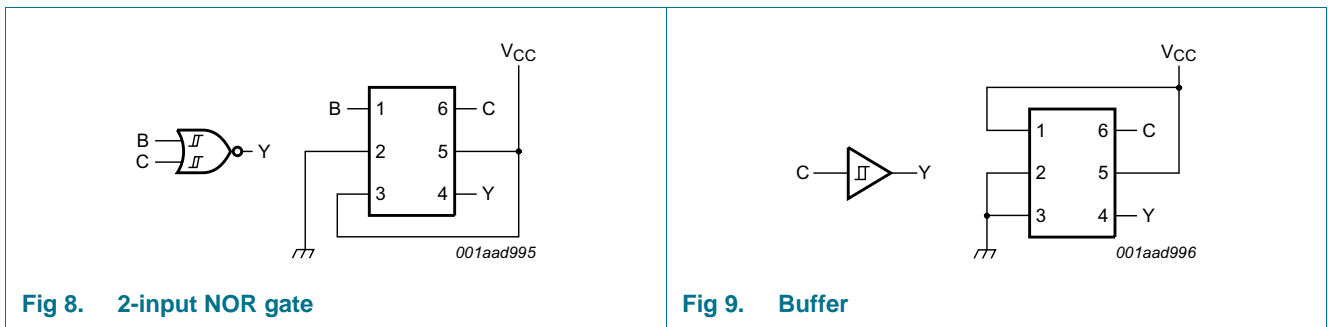 B
C
Y
B
1
2
3
6
5
4
C
Y
VCC
001aad995
Fig 8. 2-input NOR gate
C
Y
1
2
3
6
5
4
C
Y
VCC
001aad996
Fig 9. Buffer